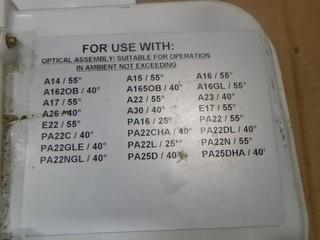 FOR USE WITH:
OPTICAL ASSEMBLY/ SUITABLE FOR OPERATION
IN AMBIENT NOT EXCEEDING
A14 / 55° A15 / 55° A16 / 55°
A162OB / 40° A165OB / 40° A16GL / 55°
A17 / 55° A22 / 55° A23 / 40°
A26 / 40° A30 / 40° E17 / 55°
E22 / 55° PA16 / 25° PA22 / 55°
PA22C / 40° PA22CHA / 40° PA22DL / 40°
PA22GLE / 40° PA22L / 25° PA22N / 55°
PA22NGL / 40° PA25D / 40° PA25DHA / 40°